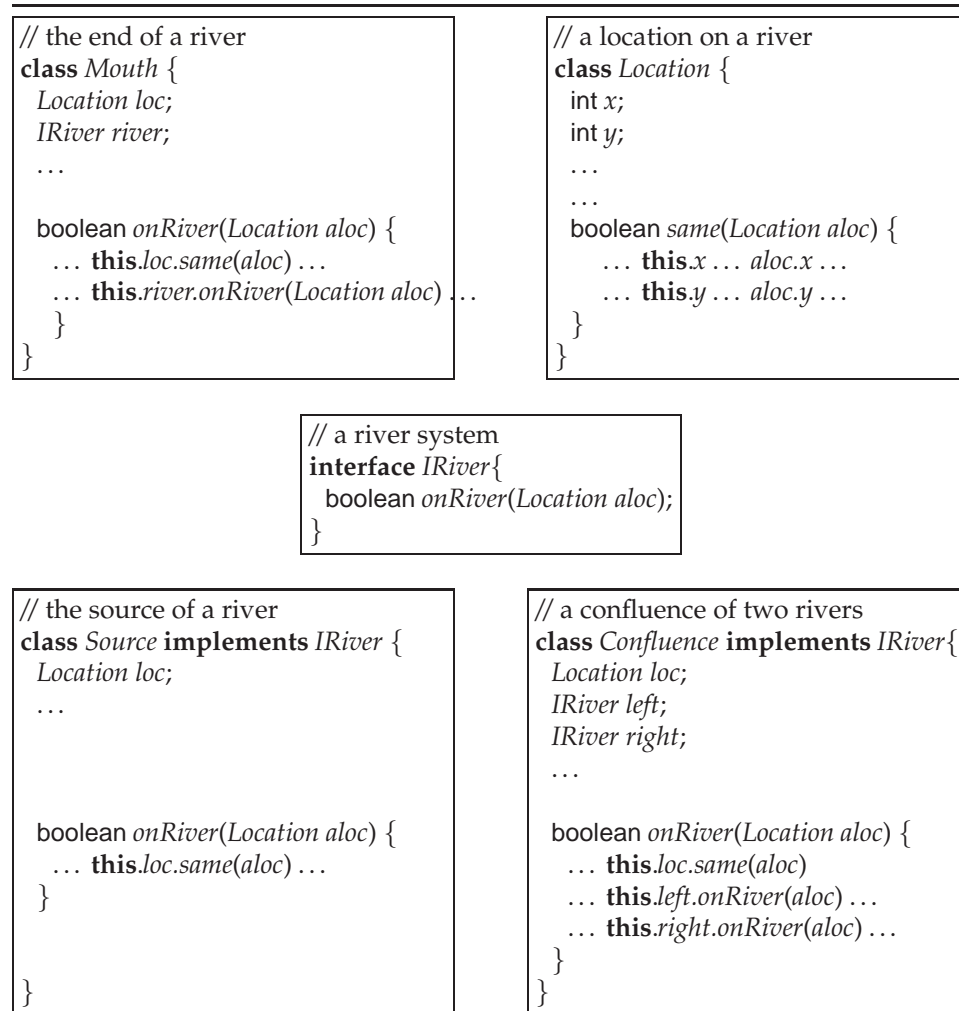 // the end of a river
class Mouth {
Location loc;
IRiver river;
. . .
boolean onRiver(Location aloc) {
. . . this.loc.same(aloc) . . .
. . . this.river.onRiver(Location aloc) . . .
}
}
// a location on a river
class Location {
int x;
int y;
. . .
. . .
boolean same(Location aloc) {
. . . this.x . . . aloc.x . . .
. . . this.y . . . aloc.y . . .
}
}
// a river system
interface IRiver{
boolean onRiver(Location aloc);
}
// the source of a river
class Source implements IRiver {
Location loc;
. . .
boolean onRiver(Location aloc) {
. . . this.loc.same(aloc) . . .
}
}
// a confluence of two rivers
class Confluence implements IRiver{
Location loc;
IRiver left;
IRiver right;
. . .
boolean onRiver(Location aloc) {
. . . this.loc.same(aloc)
. . . this.left.onRiver(aloc) . . .
. . . this.right.onRiver(aloc) . . .
}
}